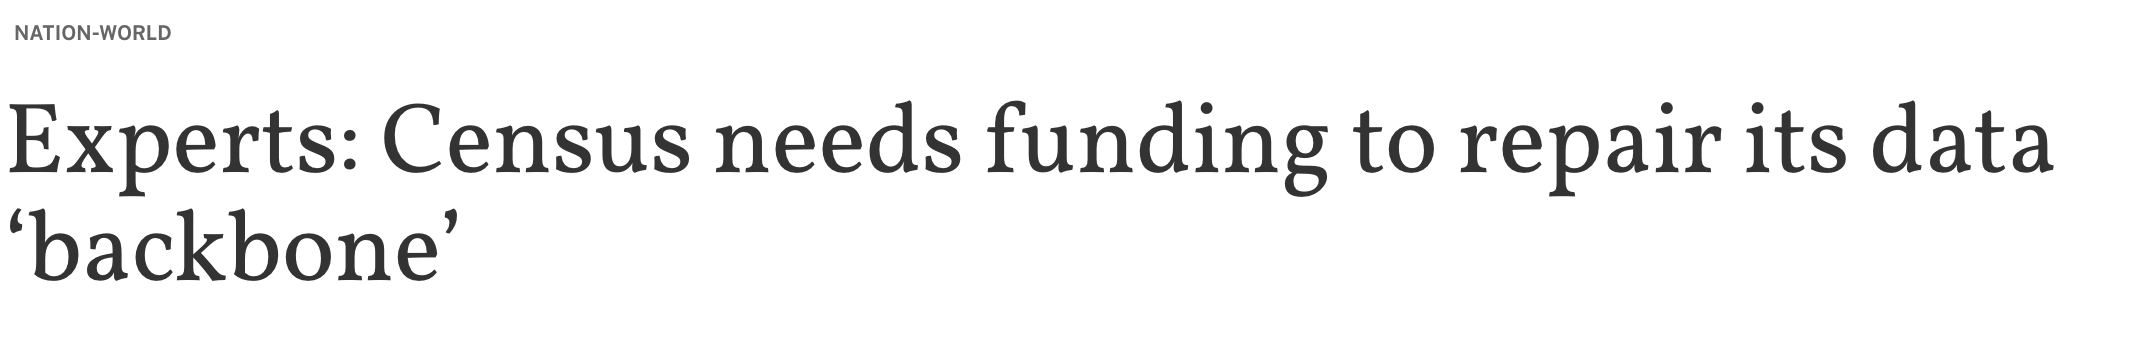 NATION-WORLD
Experts: Census needs funding to repair its data
‘backbone’